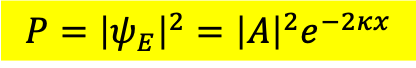 P = |ψ_E|² = |A|²e^{-2κx}